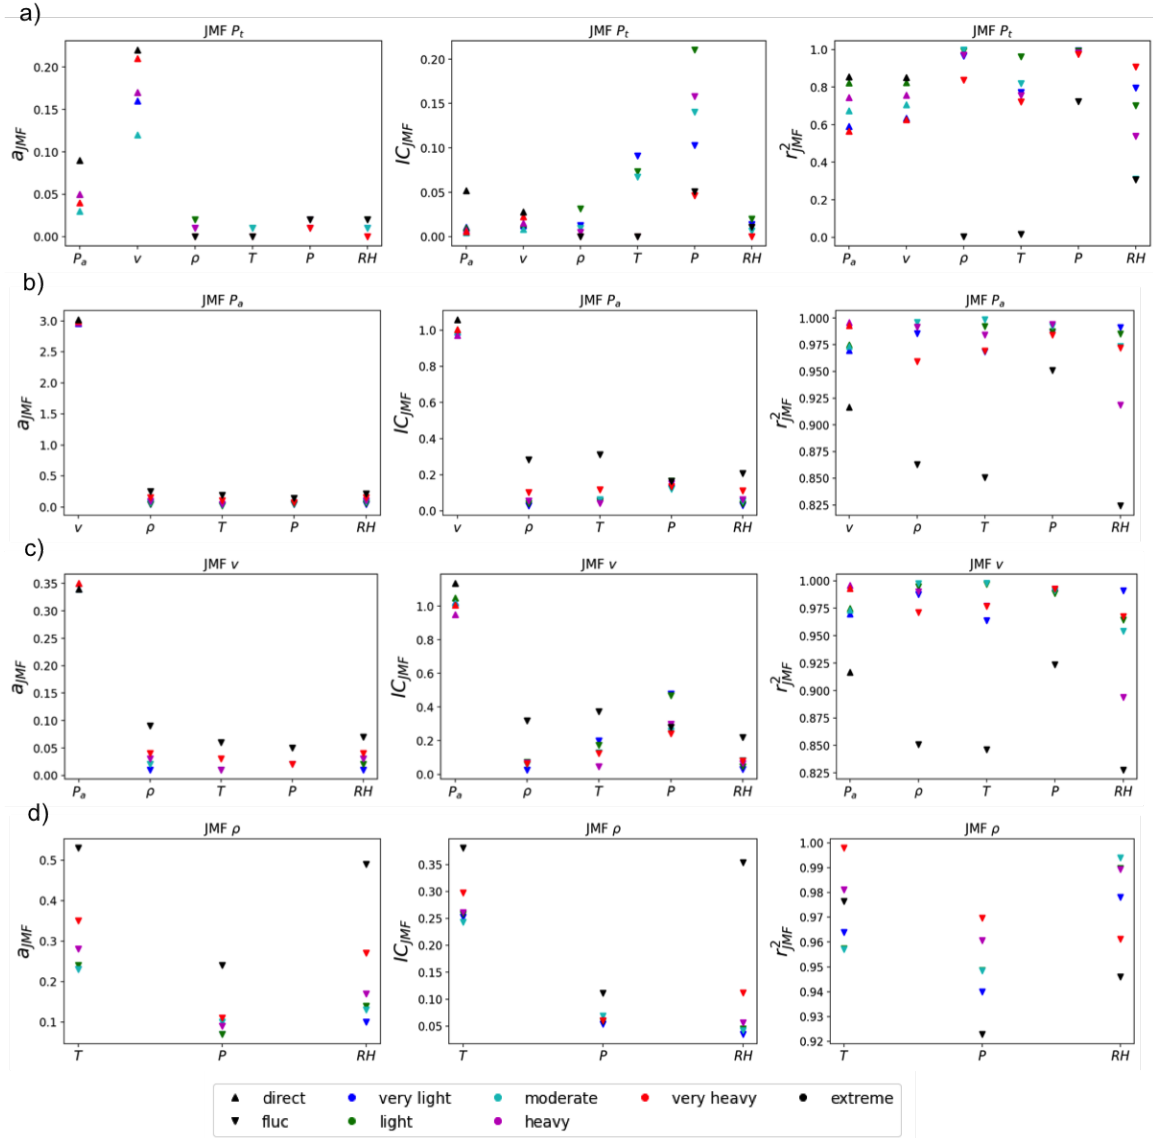 a)
JMF Pt
JMF Pt
JMF Pt
aJMF
0.20
0.15
0.10
0.05
0.00
Pa v ρ T P RH
ICJMF
0.20
0.15
0.10
0.05
0.00
Pa v ρ T P RH
r²JMF
1.0
0.8
0.6
0.4
0.2
0.0
Pa v ρ T P RH
b)
JMF Pa
JMF Pa
JMF Pa
aJMF
3.0
2.5
2.0
1.5
1.0
0.5
0.0
v ρ T P RH
ICJMF
1.0
0.8
0.6
0.4
0.2
0.0
v ρ T P RH
r²JMF
1.000
0.975
0.950
0.925
0.900
0.875
0.850
0.825
v ρ T P RH
c)
JMF v
JMF v
JMF v
aJMF
0.35
0.30
0.25
0.20
0.15
0.10
0.05
0.00
Pa ρ T P RH
ICJMF
1.0
0.8
0.6
0.4
0.2
0.0
Pa ρ T P RH
r²JMF
1.000
0.975
0.950
0.925
0.900
0.875
0.850
0.825
Pa ρ T P RH
d)
JMF ρ
JMF ρ
JMF ρ
aJMF
0.5
0.4
0.3
0.2
0.1
T P RH
ICJMF
0.35
0.30
0.25
0.20
0.15
0.10
0.05
T P RH
r²JMF
1.00
0.99
0.98
0.97
0.96
0.95
0.94
0.93
0.92
T P RH
direct very light moderate very heavy extreme
fluc light heavy